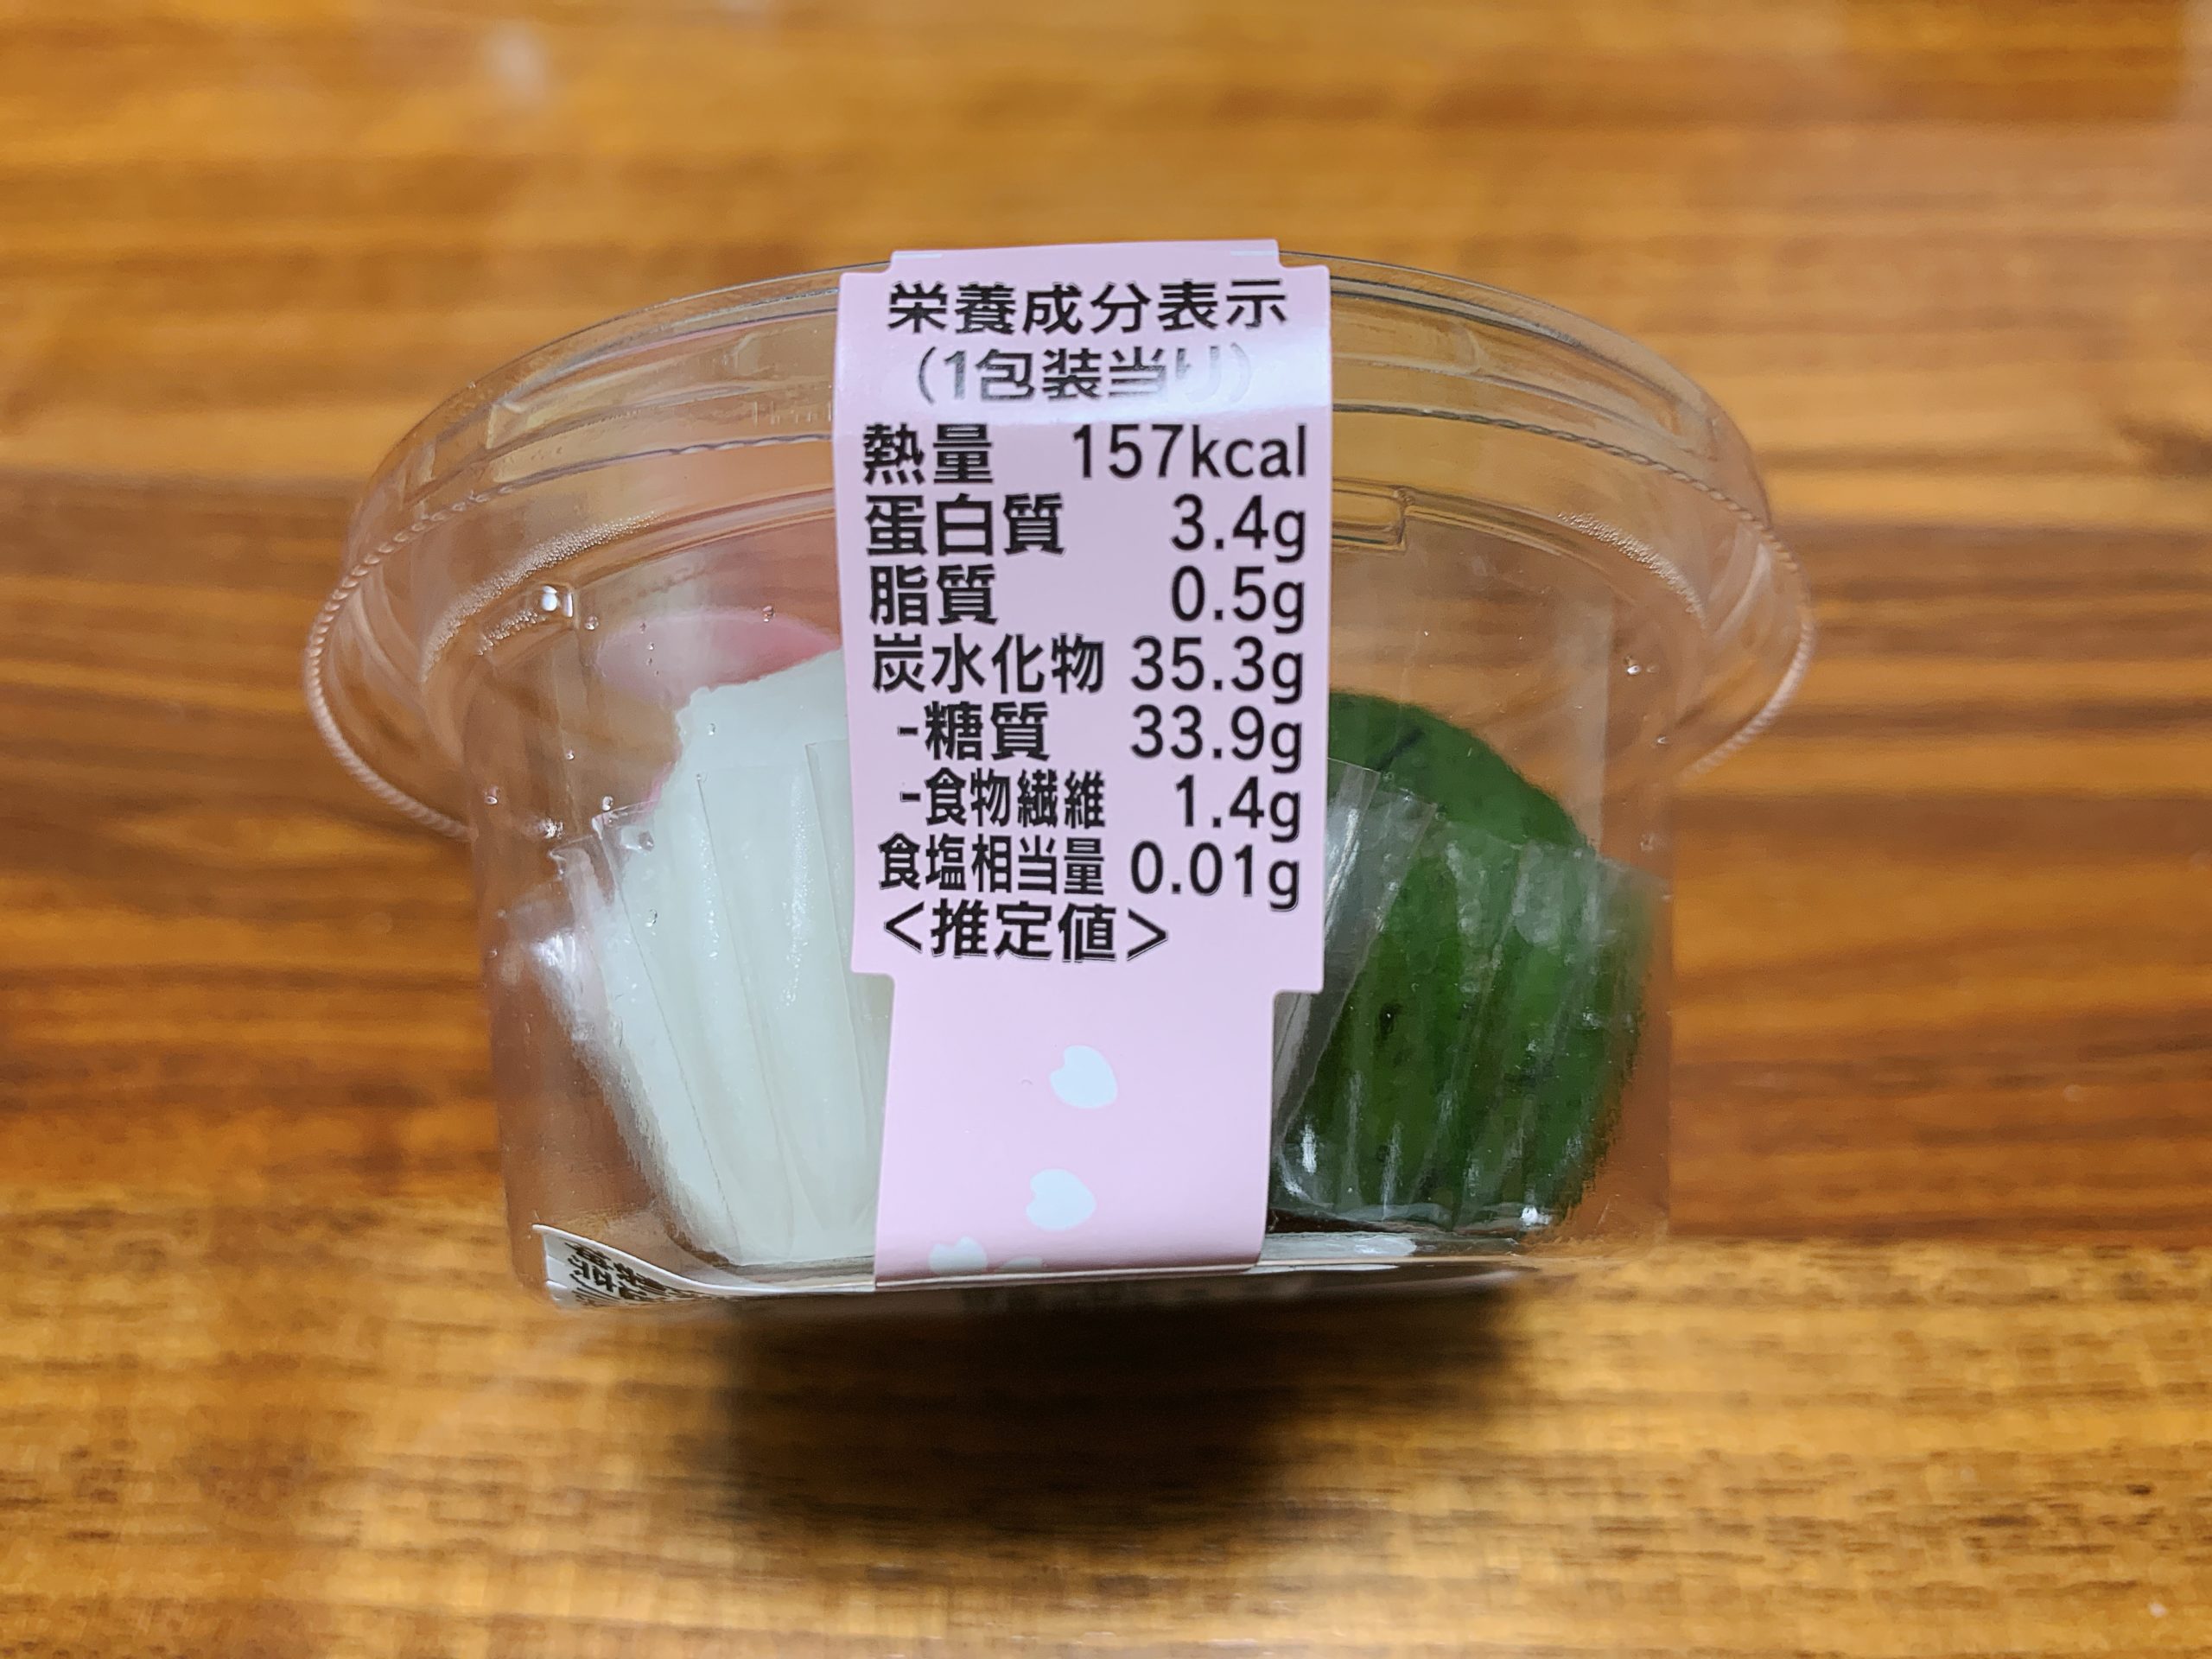 栄養成分表示
(1包装当り)
熱量 157kcal
蛋白質 3.4g
脂質 0.5g
炭水化物 35.3g
-糖質 33.9g
-食物繊維 1.4g
食塩相当量 0.01g
<推定値>